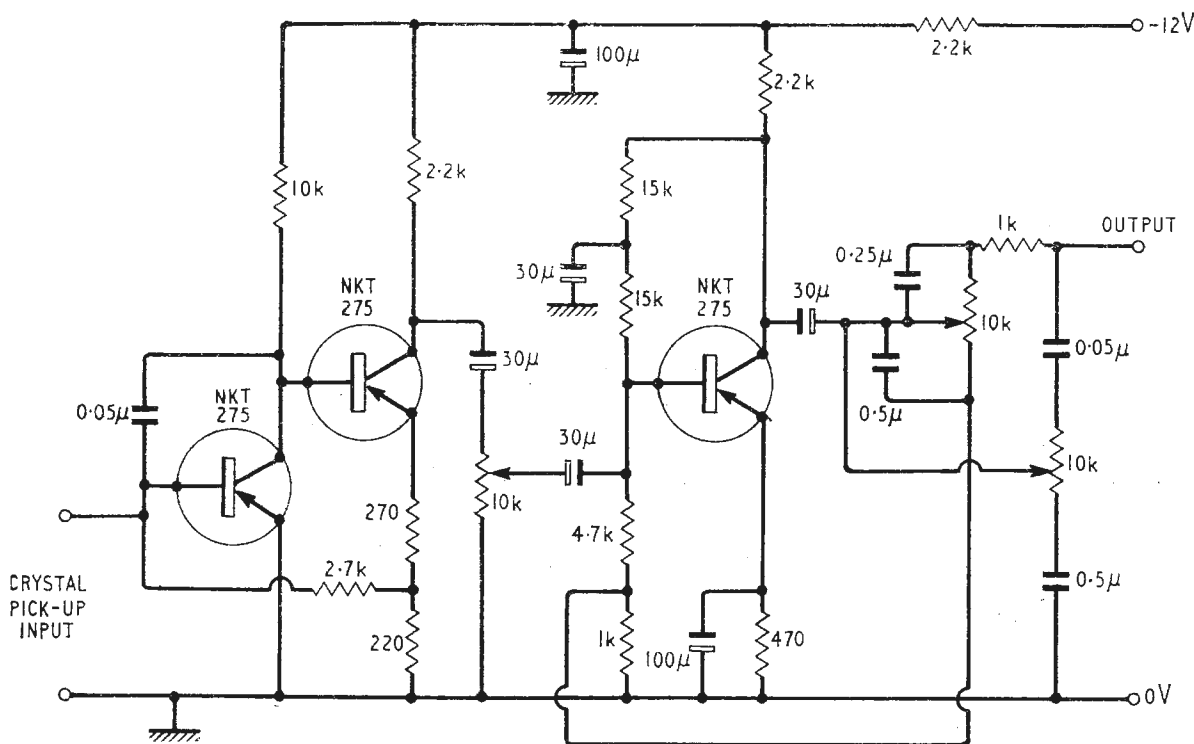 -12V
100μ
2·2k
2·2k
2·2k
10k
15k
1k
OUTPUT
0·25μ
30μ
NKT
275
15k
NKT
275
30μ
10k
0·05μ
30μ
0·05μ
NKT
275
0·5μ
30μ
10k
10k
270
4.7k
2.7k
CRYSTAL
PICK-UP
INPUT
0·5μ
220
1k
100μ
470
0V